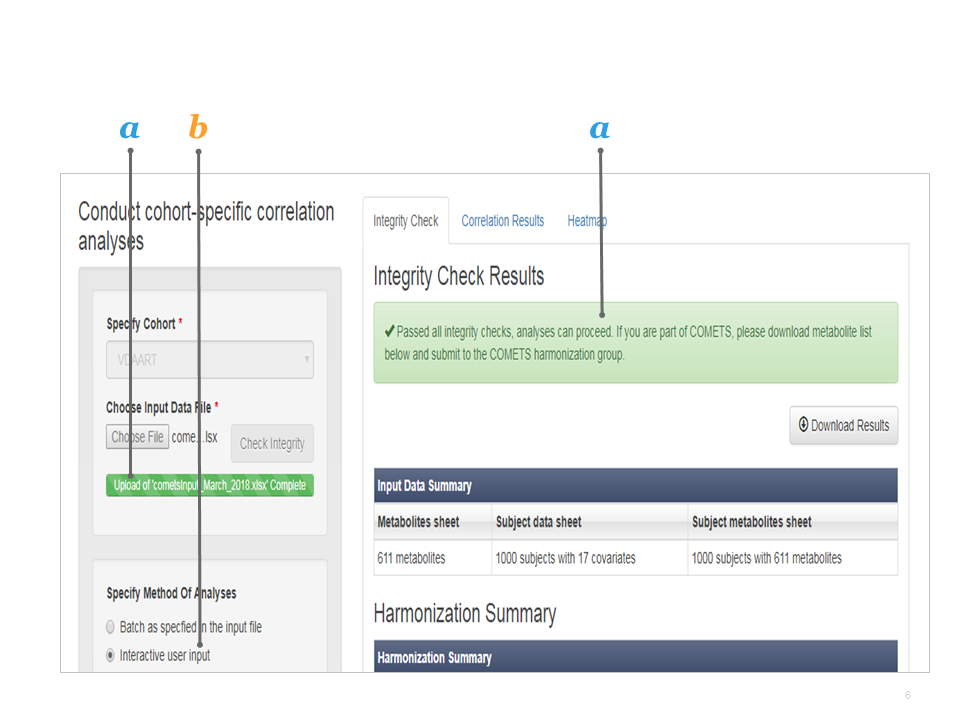 a b a
Conduct cohort-specific correlation
analyses
Specify Cohort *
VDAART
Choose Input Data File *
Choose File come...lsx
Check Integrity
Upload of 'cometsInput_March_2018.xlsx' Complete
Specify Method Of Analyses
Batch as specfied in the input file
Interactive user input
Integrity Check Correlation Results Heatmap
Integrity Check Results
✔ Passed all integrity checks, analyses can proceed. If you are part of COMETS, please download metabolite list
below and submit to the COMETS harmonization group.
Download Results
Input Data Summary
Metabolites sheet Subject data sheet Subject metabolites sheet
611 metabolites 1000 subjects with 17 covariates 1000 subjects with 611 metabolites
Harmonization Summary
Harmonization Summary
6